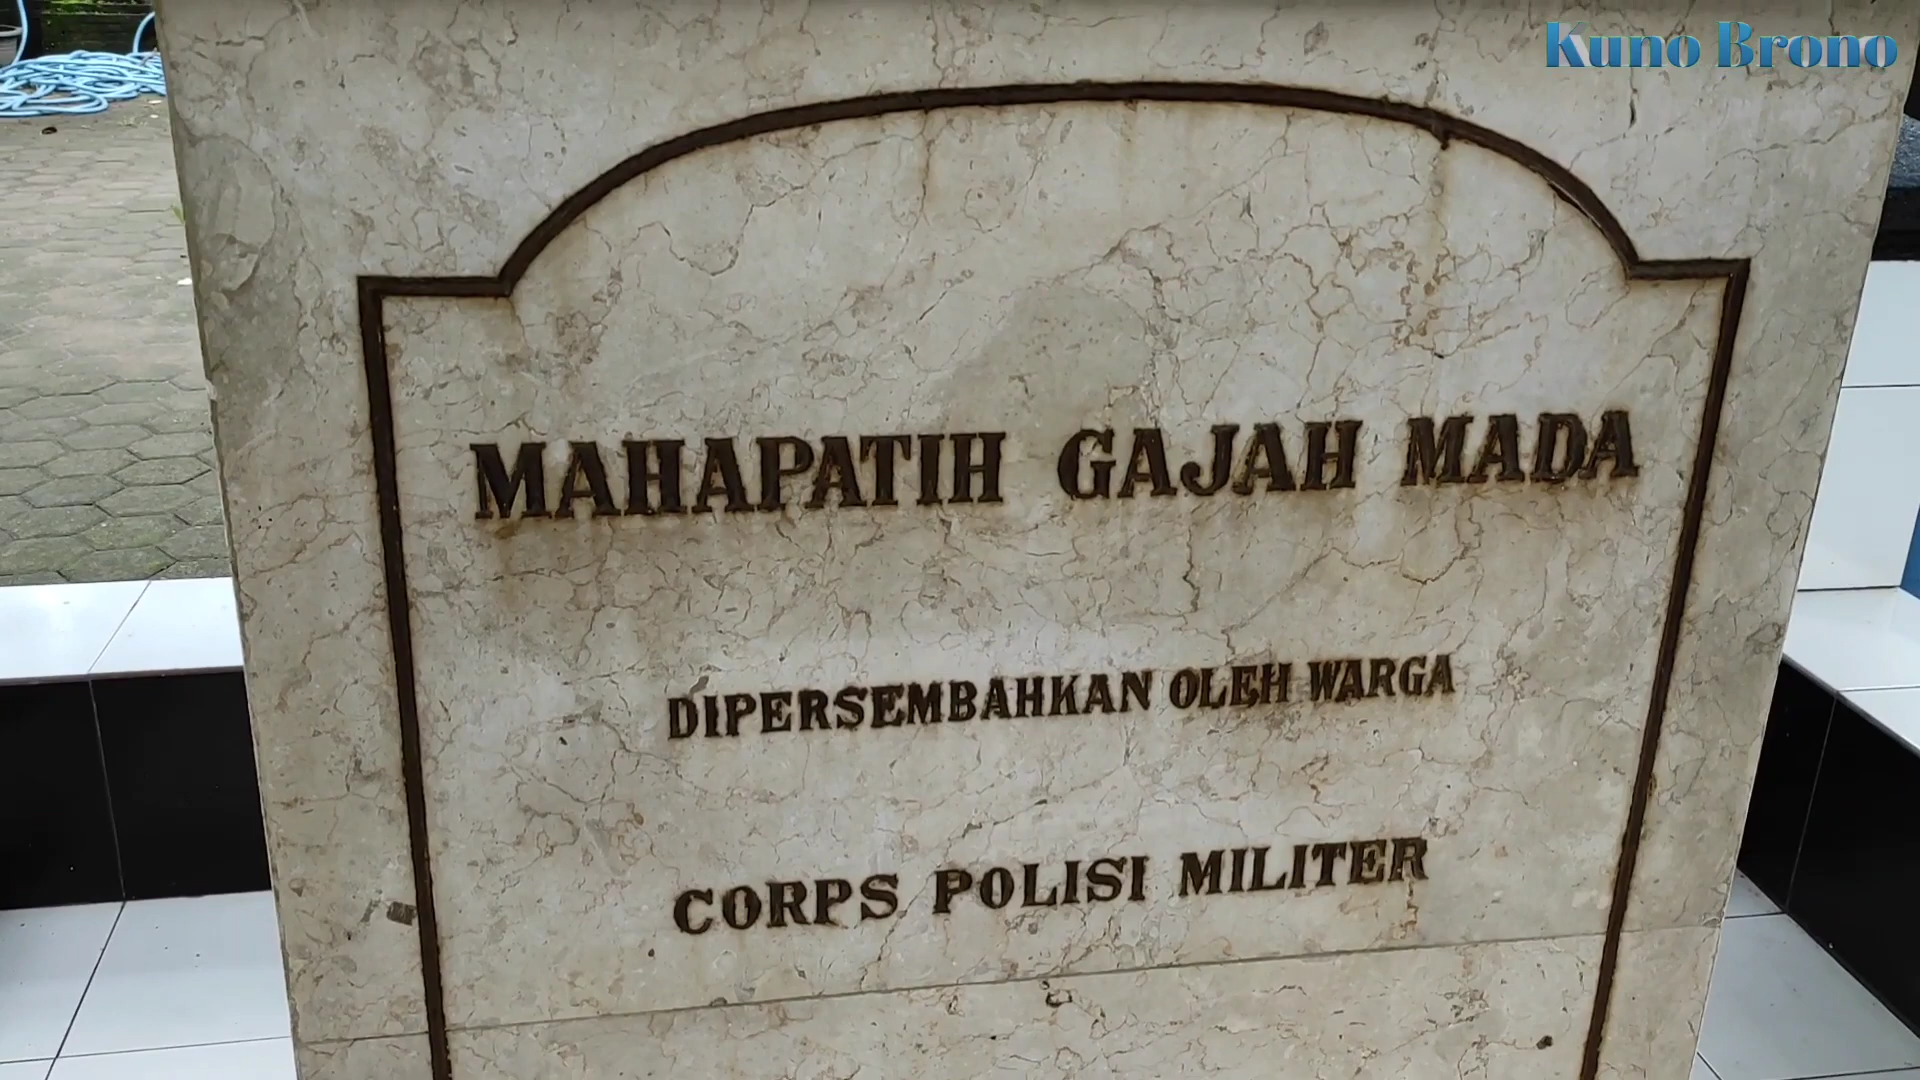 Kuno Brono
MAHAPATIH GAJAH MADA
DIPERSEMBAHKAN OLEH WARGA
CORPS POLISI MILITER